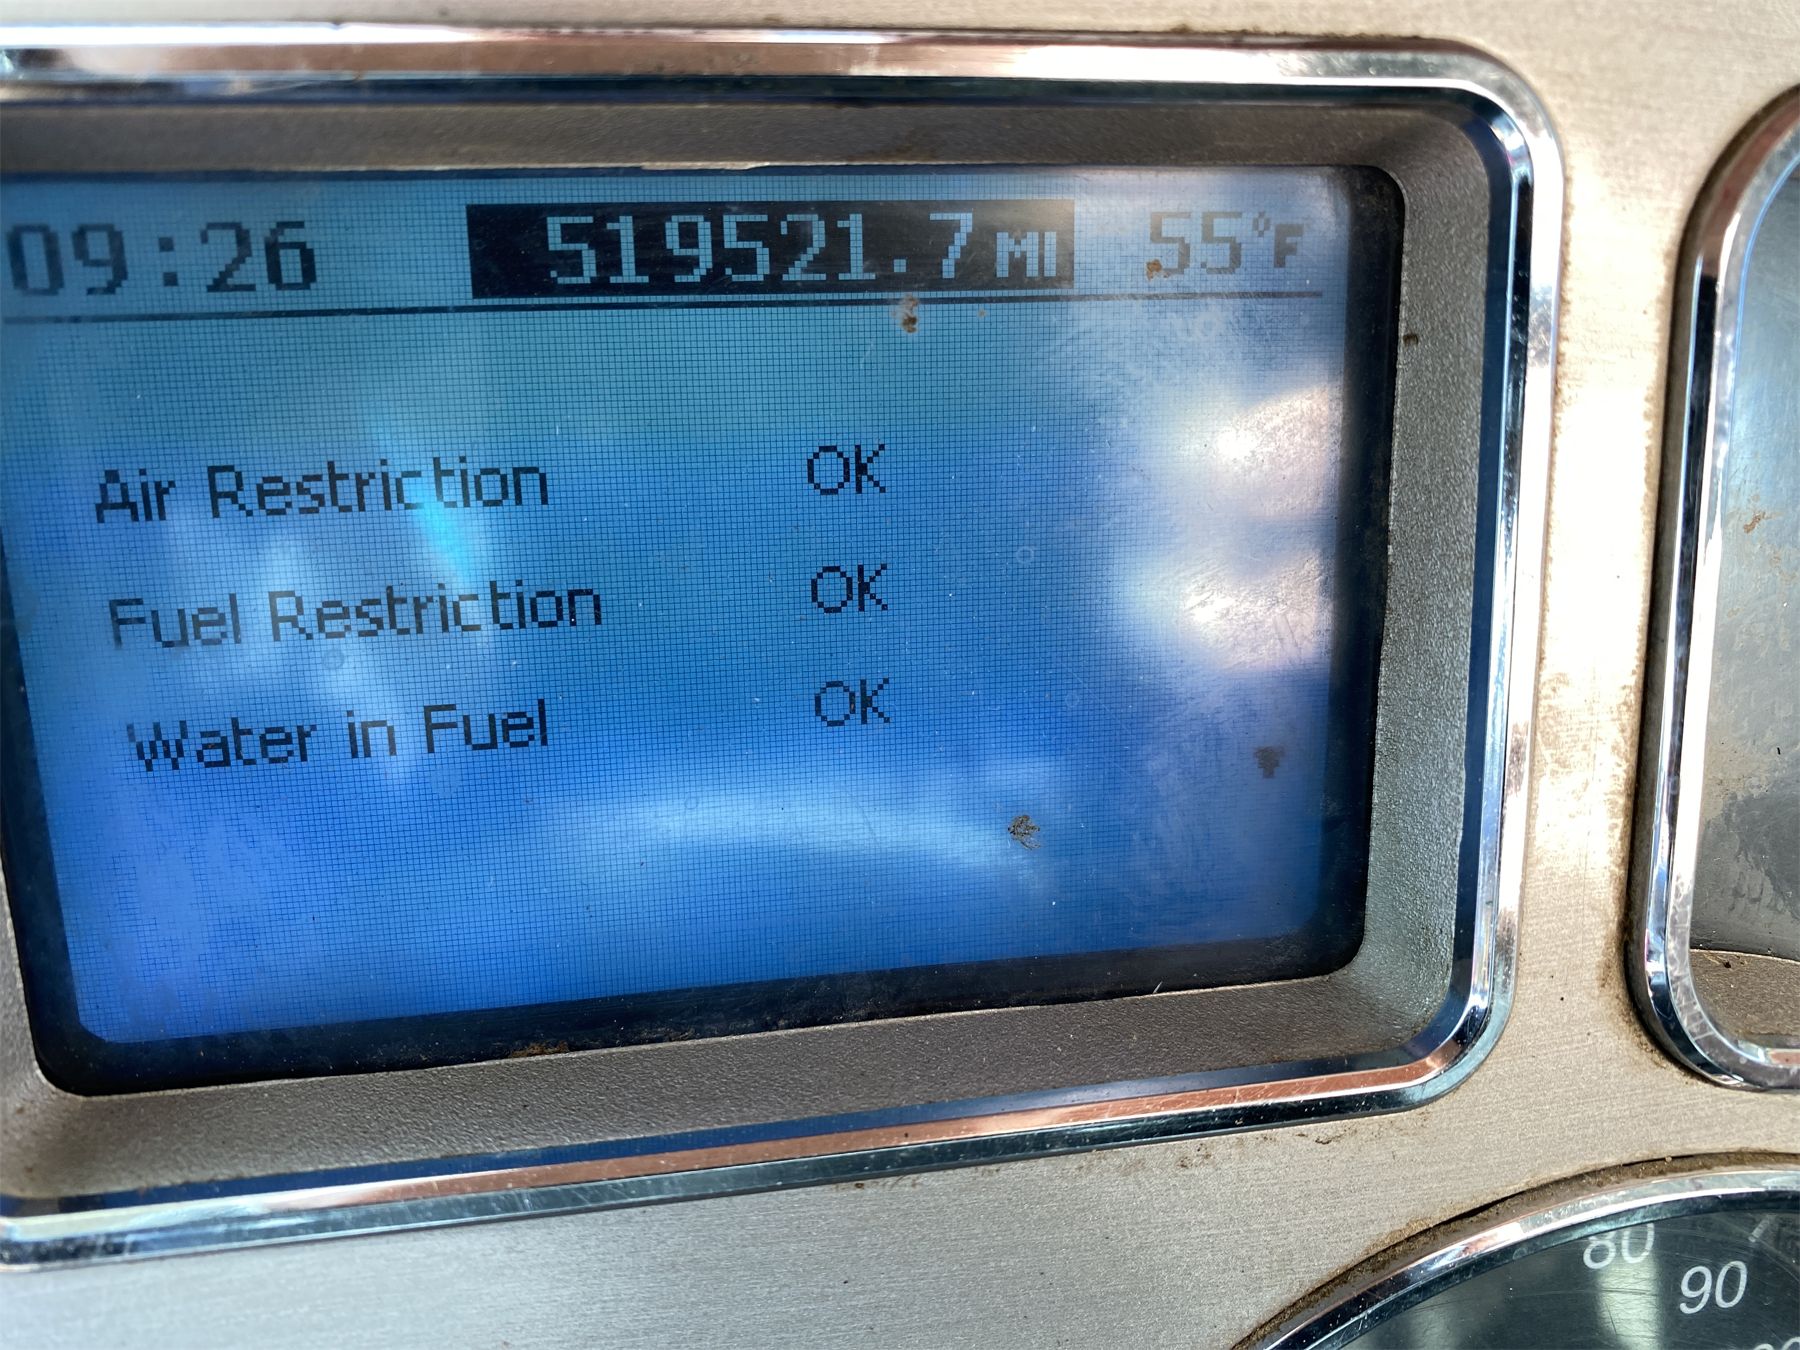 09:26 519521.7 MI 55°F
Air Restriction OK
Fuel Restriction OK
Water in Fuel OK
80
90